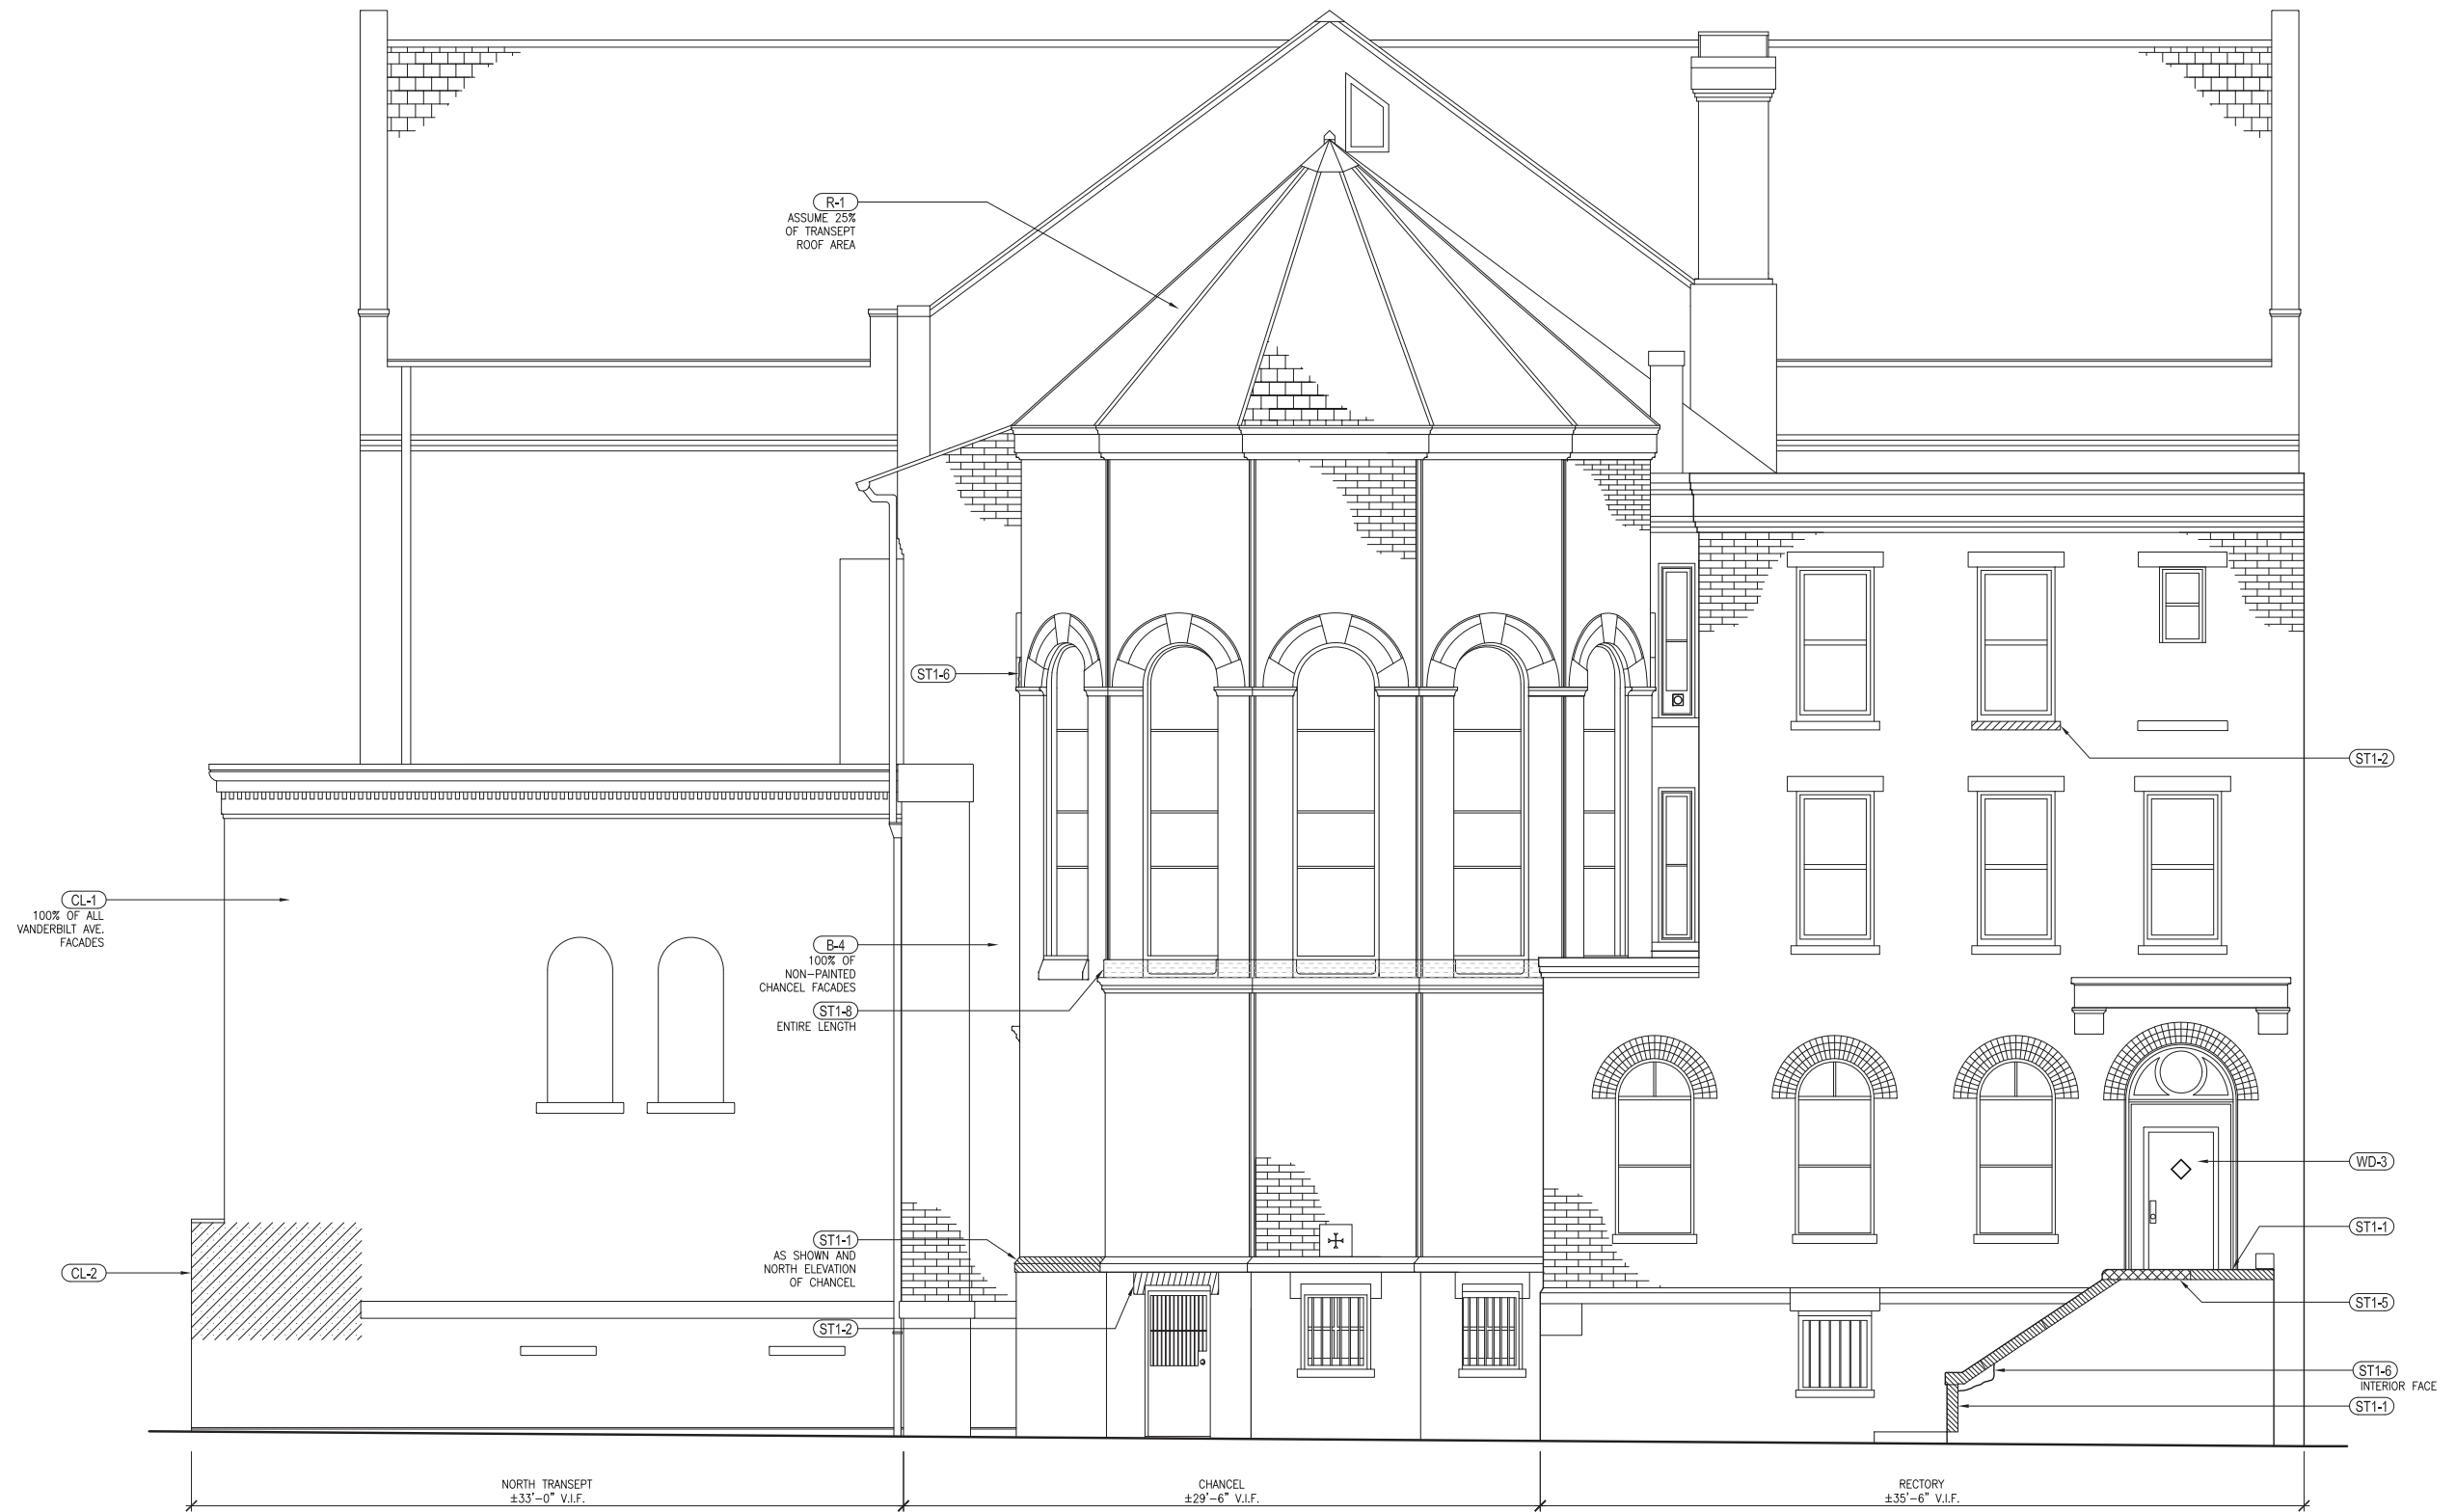 R-1
ASSUME 25%
OF TRANSEPT
ROOF AREA
ST1-6
ST1-2
CL-1
100% OF ALL
VANDERBILT AVE.
FACADES
B-4
100% OF
NON-PAINTED
CHANCEL FACADES
ST1-8
ENTIRE LENGTH
WD-3
ST1-1
ST1-1
AS SHOWN AND
NORTH ELEVATION
OF CHANCEL
CL-2
ST1-5
ST1-2
ST1-6
INTERIOR FACE
ST1-1
NORTH TRANSEPT
±33'-0" V.I.F.
CHANCEL
±29'-6" V.I.F.
RECTORY
±35'-6" V.I.F.